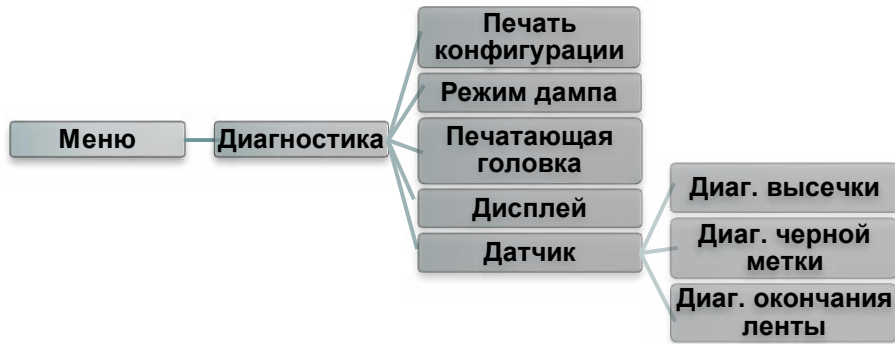 Меню
Диагностика
Печать
конфигурации
Режим дампа
Печатающая
головка
Дисплей
Датчик
Диаг. высечки
Диаг. черной
метки
Диаг. окончания
ленты